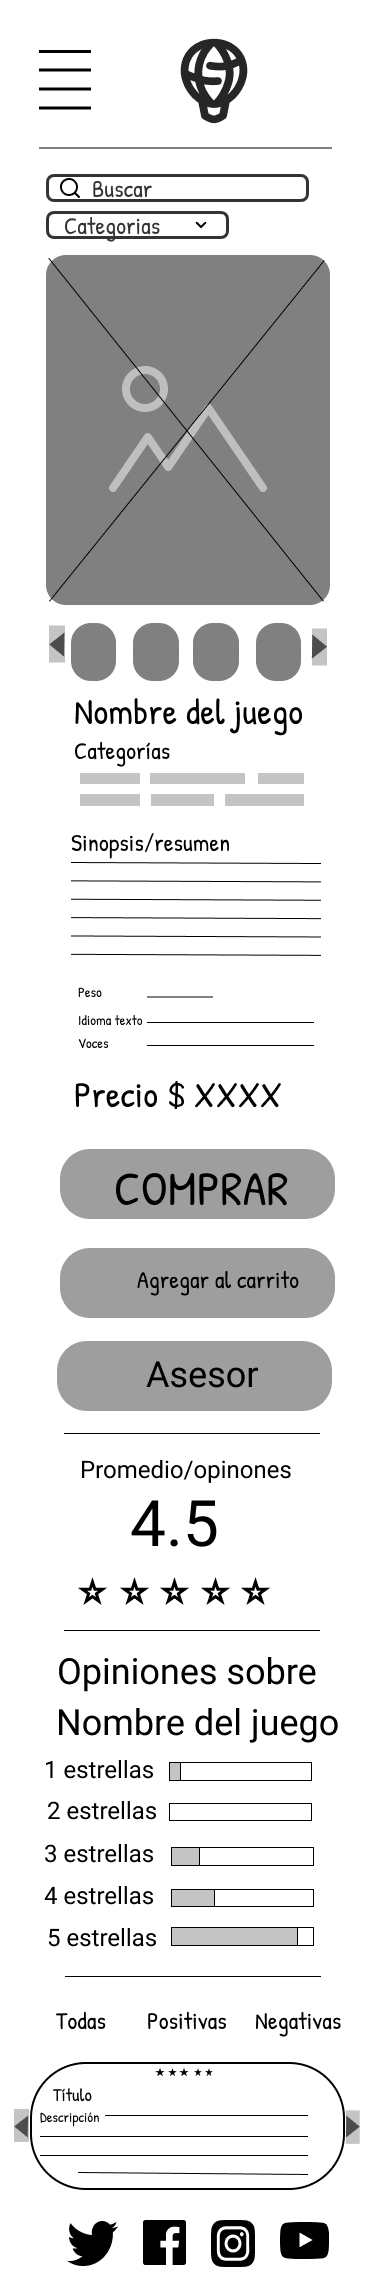 Buscar
Categorias
Nombre del juego
Categorías
Sinopsis/resumen
Peso
Idioma texto
Voces
Precio $ XXXX
COMPRAR
Agregar al carrito
Asesor
Promedio/opinones
4.5
Opiniones sobre
Nombre del juego
1 estrellas
2 estrellas
3 estrellas
4 estrellas
5 estrellas
Todas Positivas Negativas
Título
Descripción